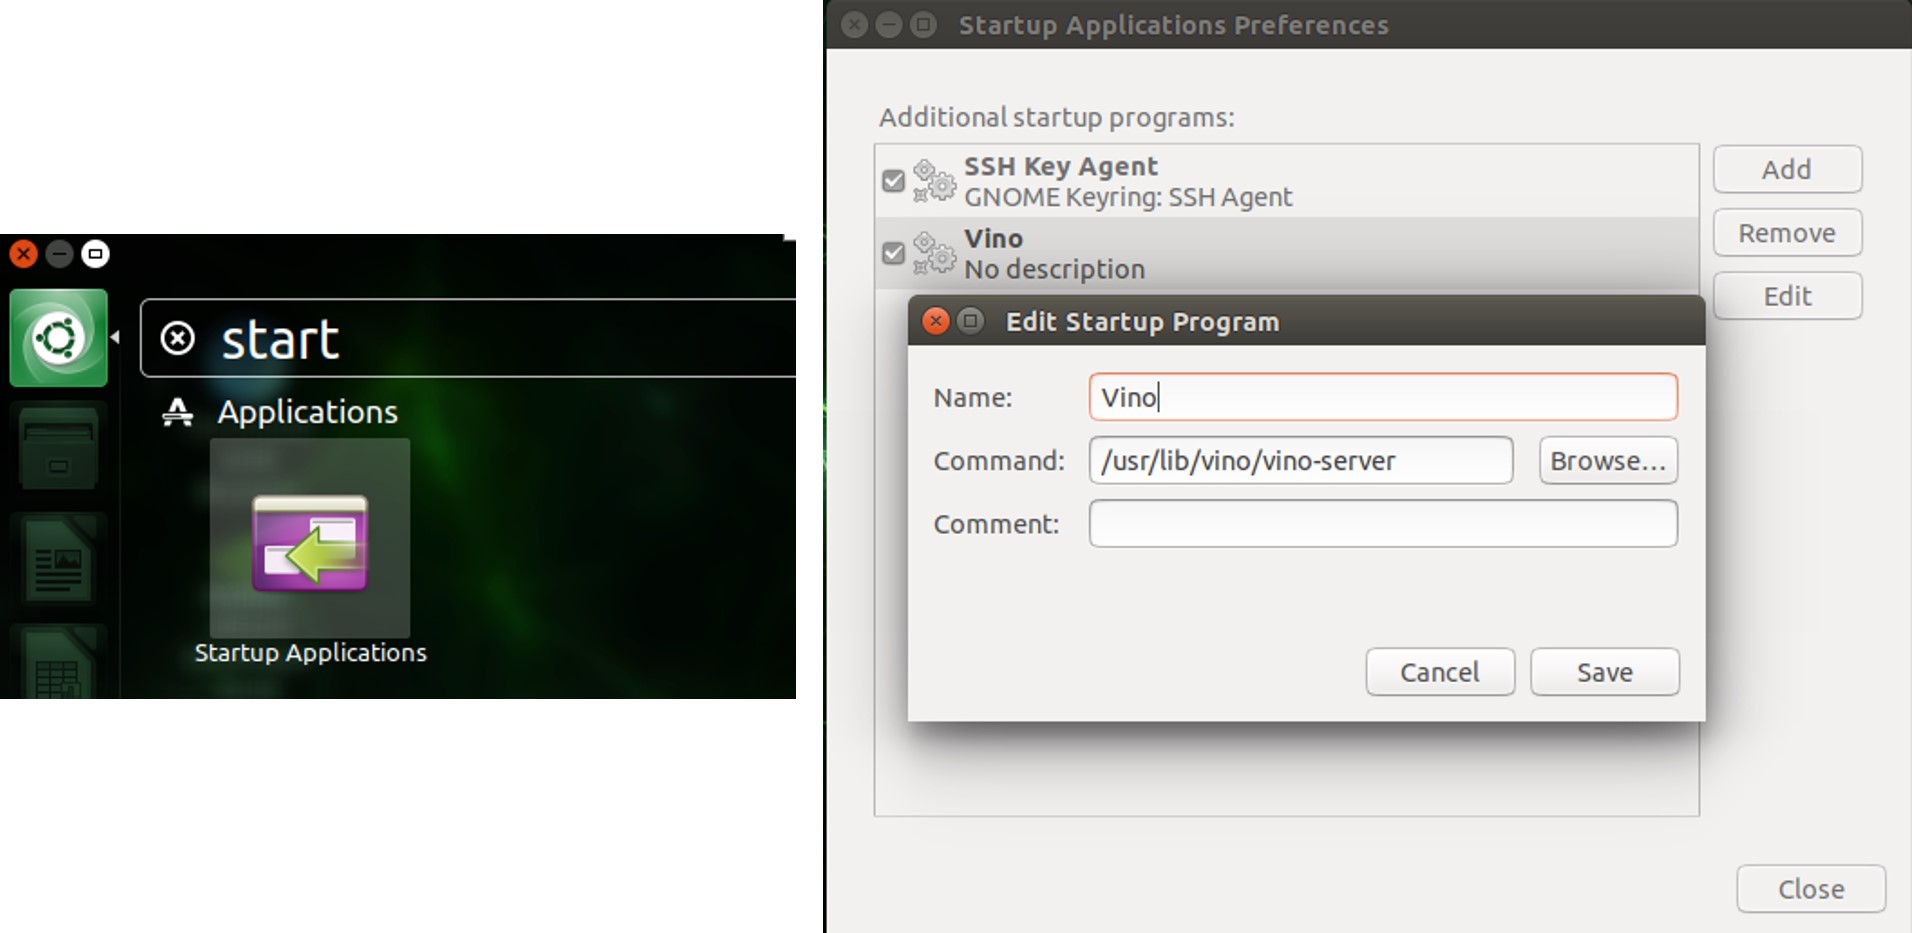 start
Applications
Startup Applications
Startup Applications Preferences
Additional startup programs:
SSH Key Agent
GNOME Keyring: SSH Agent
Vino
No description
Add
Remove
Edit
Edit Startup Program
Name: Vino
Command: /usr/lib/vino/vino-server Browse...
Comment:
Cancel Save
Close